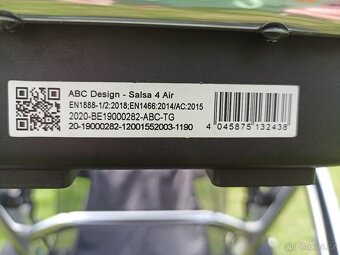 ABC Design - Salsa 4 Air
EN1888-1/2:2018;EN1466:2014/AC:2015
2020-BE19000282-ABC-TG
20-19000282-12001552003-1190
4 045875 132438